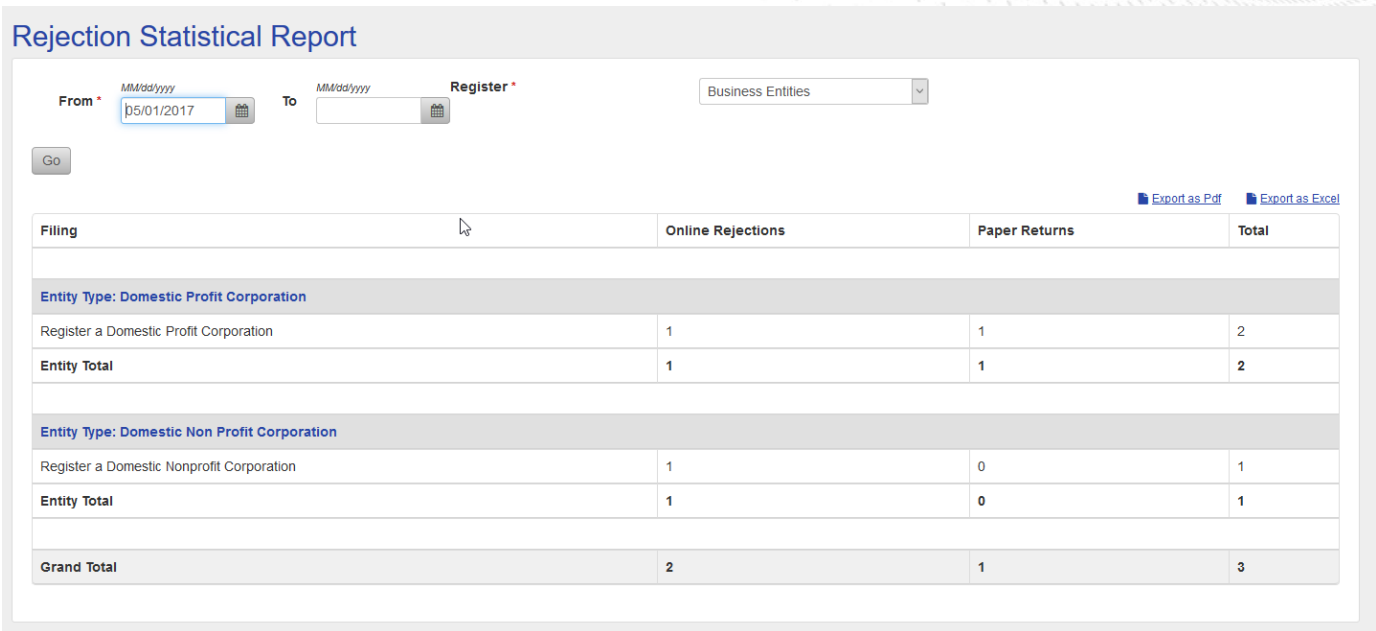 Rejection Statistical Report
MM/dd/yyyy MM/dd/yyyy
From * 05/01/2017 To Register * Business Entities
Go
Export as Pdf Export as Excel
Filing Online Rejections Paper Returns Total
Entity Type: Domestic Profit Corporation
Register a Domestic Profit Corporation 1 1 2
Entity Total 1 1 2
Entity Type: Domestic Non Profit Corporation
Register a Domestic Nonprofit Corporation 1 0 1
Entity Total 1 0 1
Grand Total 2 1 3